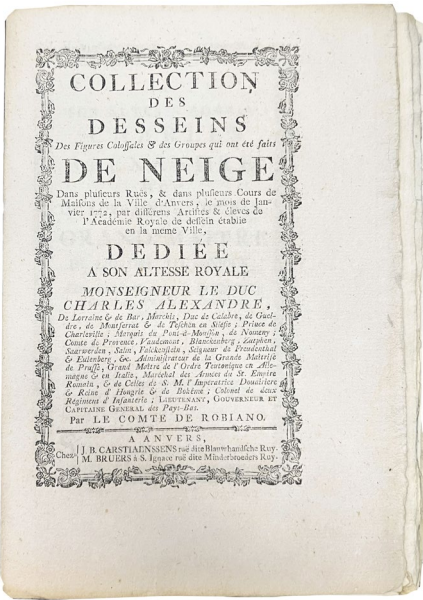 COLLECTION
DES
DESSEINS
Des Figures Colossales & des Groupes qui ont été faits
DE NEIGE
Dans plusieurs Ruës, & dans plusieurs Cours de
Maisons de la Ville d'Anvers, le mois de Jan-
vier 1772, par différens Artistes & éleves de
l'Académie Royale de dessein établie
en la meme Ville,
DEDIÉE
A SON ALTESSE ROYALE
MONSEIGNEUR LE DUC
CHARLES ALEXANDRE,
De Lorraine & de Bar, Marchis, Duc de Calabre, de Guel-
dre, de Montferrat & de Teschen en Silesie; Prince de
Charleville; Marquis de Pont-à-Mousson, de Nomeny;
Comte de Provence, Vaudemont, Blanckenberg, Zutphen,
Saarwerden, Salm, Falckenstein, Seigneur de Freudenthal
& Eulenberg, &c. Administrateur de la Grande Maîtrise
de Prusse, Grand Maître de l'Ordre Teutonique en Alle-
magne & en Italie, Maréchal des Armées du St. Empire
Romain, & de Celles de S. M. l'Imperatrice Douairiere
& Reine d'Hongrie & de Bohême; Colonel de deux
Régiment d'Infanterie; LIEUTENANT, GOUVERNEUR ET
CAPITAINE GENERAL des Pays-Bas.
Par LE COMTE DE ROBIANO.
A ANVERS,
Chez J. B. CARSTIAENSSENS ruë dite Blauwhandsche Ruy.
M. BRUERS à S. Ignace ruë dite Minderbroeders Ruy.